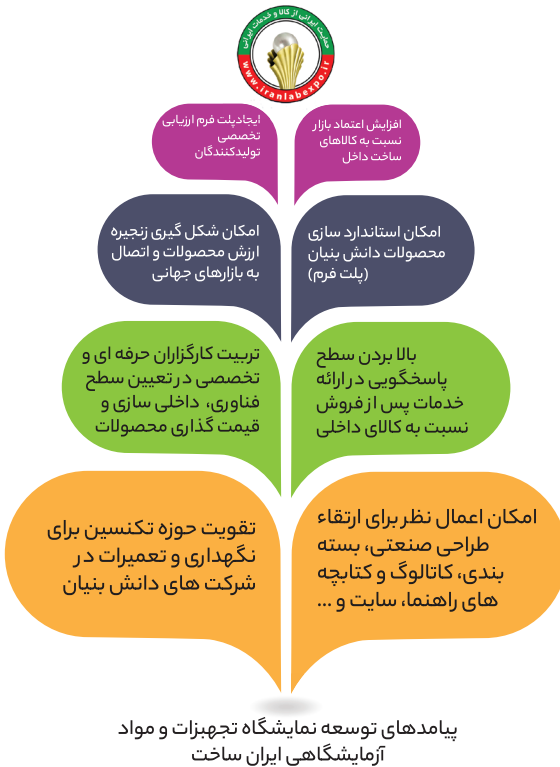 حمایت ایرانی از کالا و خدمات ایرانی
www.iranlabexpo.ir
افزایش اعتماد بازار
نسبت به کالاهای
ساخت داخل
ایجادپلت فرم ارزیابی
تخصصی
تولیدکنندگان
امکان استاندارد سازی
محصولات دانش بنیان
(پلت فرم)
امکان شکل گیری زنجیره
ارزش محصولات و اتصال
به بازارهای جهانی
بالا بردن سطح
پاسخگویی در ارائه
خدمات پس از فروش
نسبت به کالای داخلی
تربیت کارگزاران حرفه ای و
تخصصی در تعیین سطح
فناوری، داخلی سازی و
قیمت گذاری محصولات
امکان اعمال نظر برای ارتقاء
طراحی صنعتی، بسته
بندی، کاتالوگ و کتابچه
های راهنما، سایت و ...
تقویت حوزه تکنسین برای
نگهداری و تعمیرات در
شرکت های دانش بنیان
پیامدهای توسعه نمایشگاه تجهیزات و مواد
آزمایشگاهی ایران ساخت